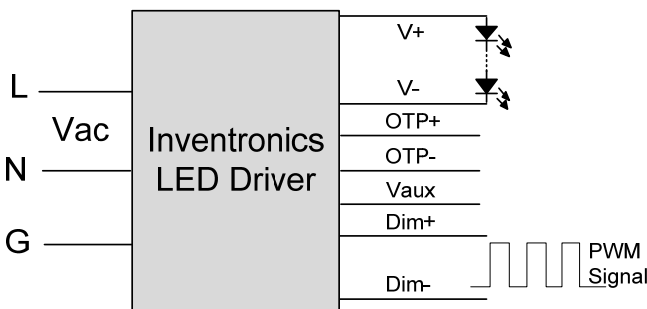 L
Vac
N
G
Inventronics
LED Driver
V+
V-
OTP+
OTP-
Vaux
Dim+
Dim-
PWM
Signal